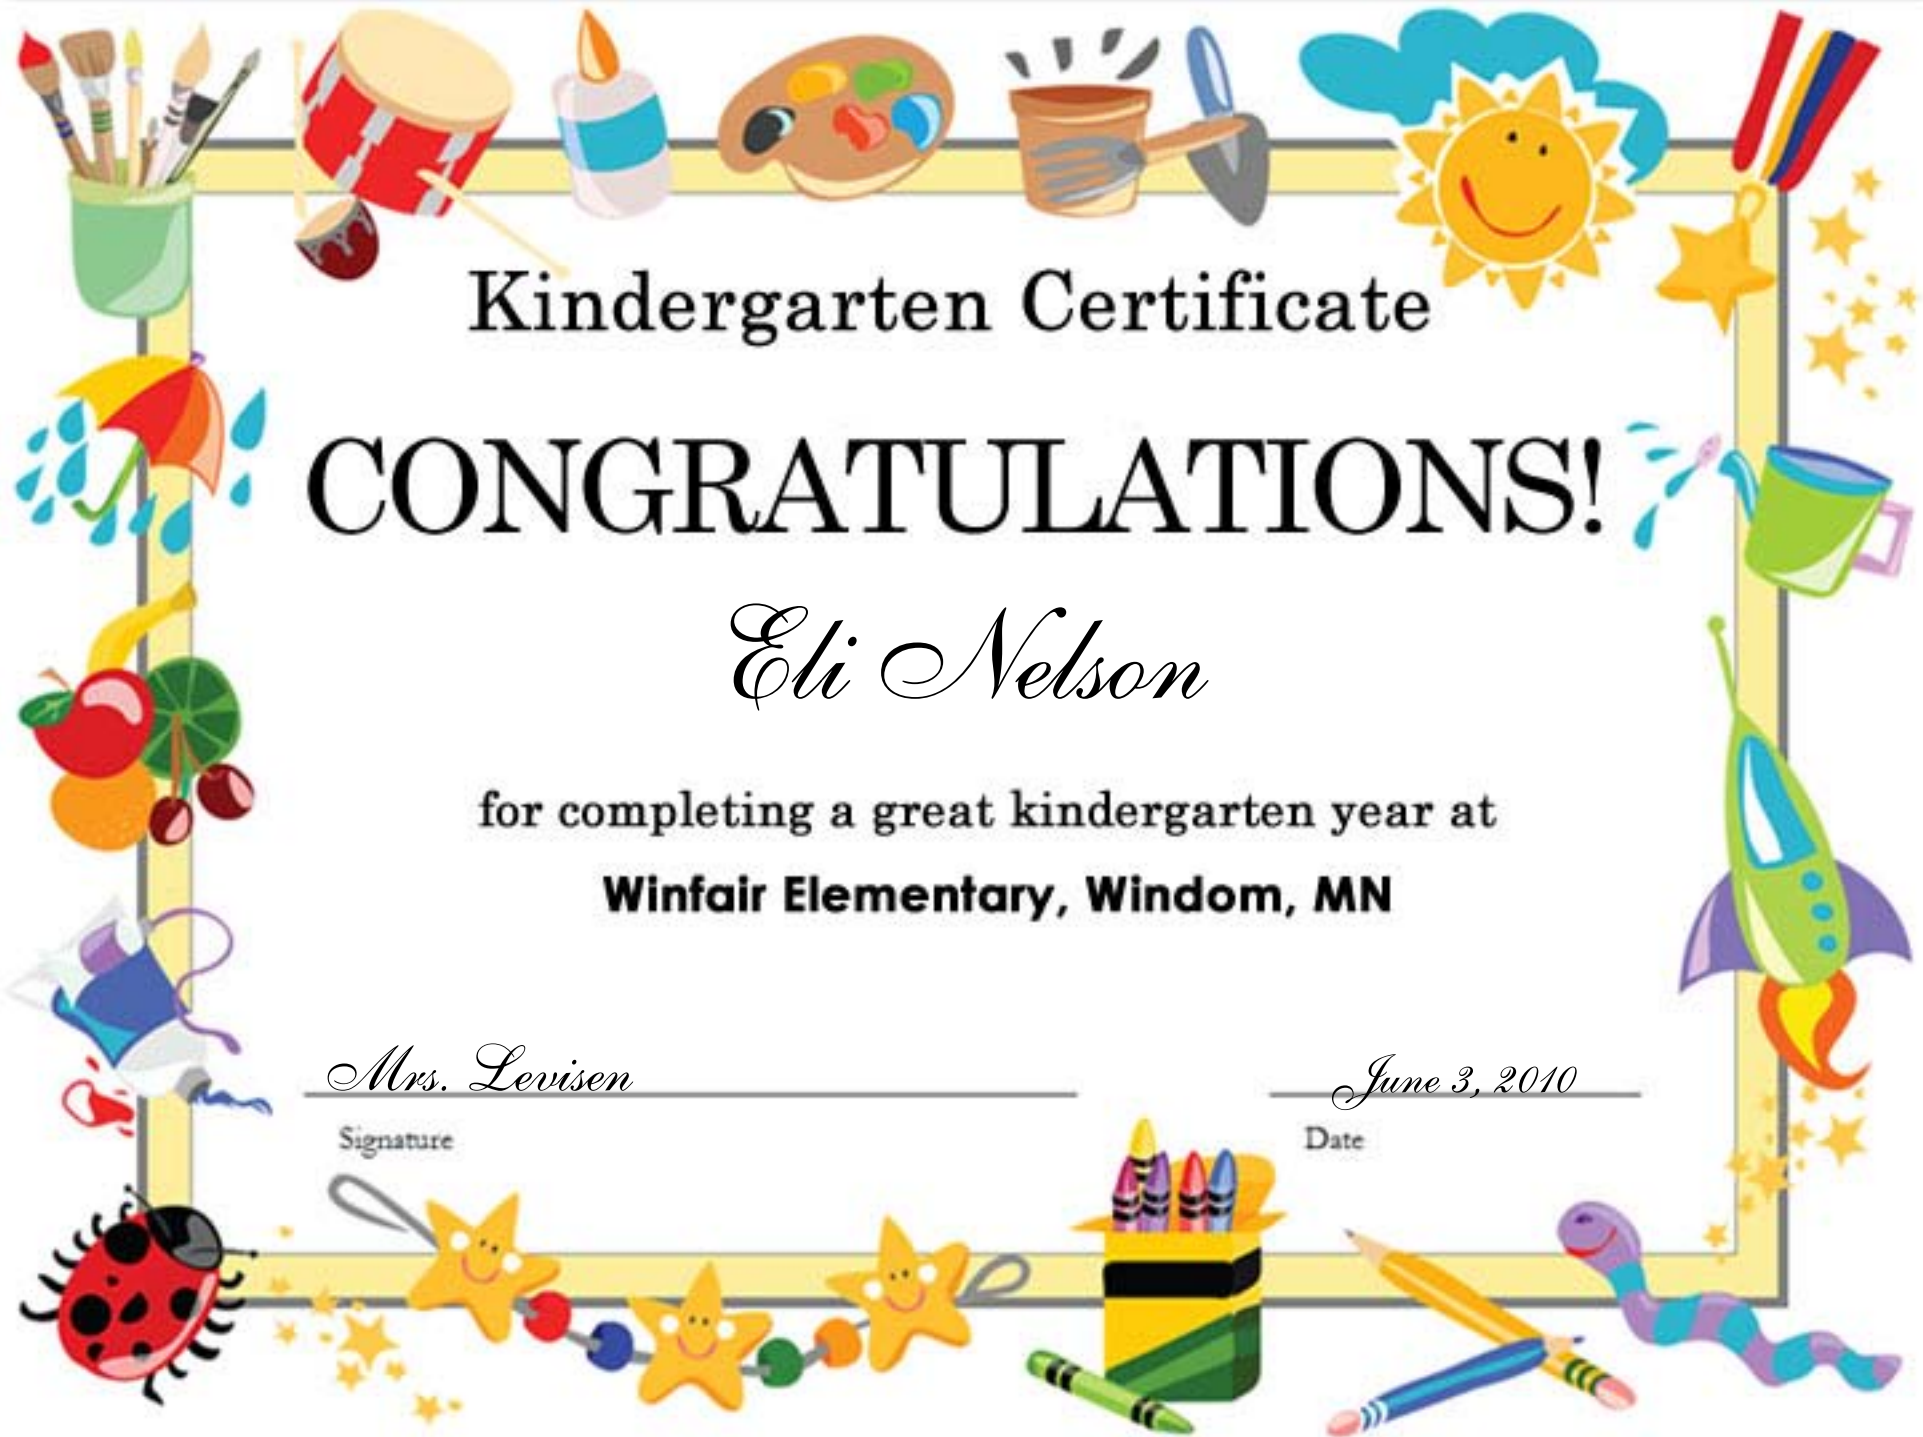 Kindergarten Certificate
CONGRATULATIONS!
Eli Nelson
for completing a great kindergarten year at
Winfair Elementary, Windom, MN
Mrs. Levisen June 3, 2010
Signature Date